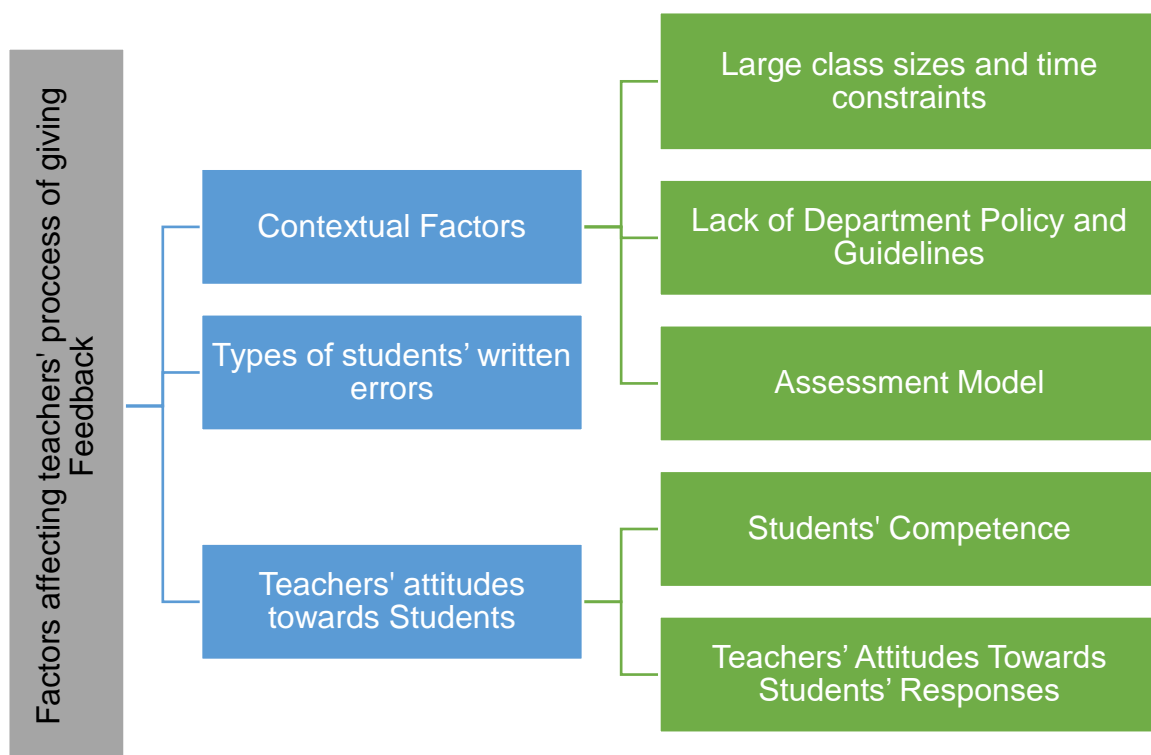 Factors affecting teachers' proccess of giving
Feedback
Contextual Factors
Types of students’ written
errors
Teachers' attitudes
towards Students
Large class sizes and time
constraints
Lack of Department Policy and
Guidelines
Assessment Model
Students' Competence
Teachers’ Attitudes Towards
Students’ Responses